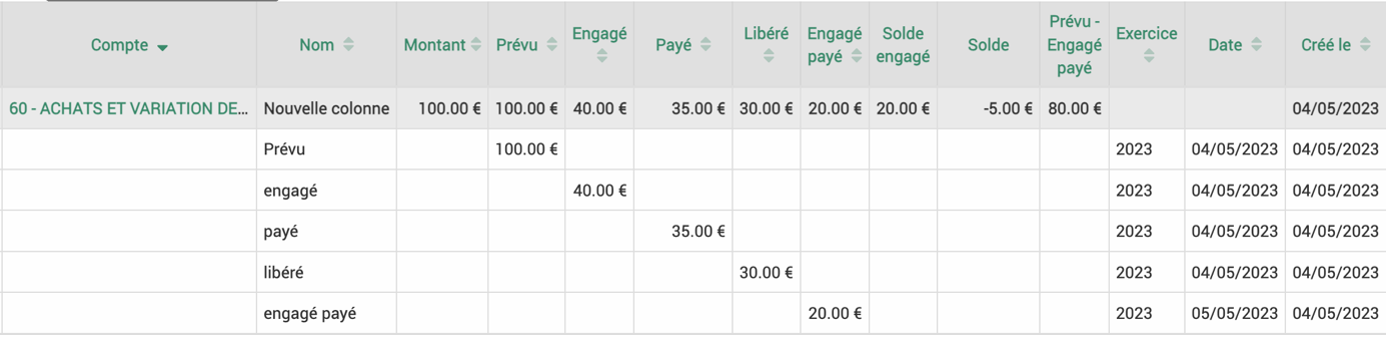 Compte Nom Montant Prévu Engagé Payé Libéré Engagé payé Solde engagé Solde Prévu - Engagé payé Exercice Date Créé le
60 - ACHATS ET VARIATION DE... Nouvelle colonne 100.00 € 100.00 € 40.00 € 35.00 € 30.00 € 20.00 € 20.00 € -5.00 € 80.00 € 04/05/2023
Prévu 100.00 € 2023 04/05/2023 04/05/2023
engagé 40.00 € 2023 04/05/2023 04/05/2023
payé 35.00 € 2023 04/05/2023 04/05/2023
libéré 30.00 € 2023 04/05/2023 04/05/2023
engagé payé 20.00 € 2023 05/05/2023 04/05/2023